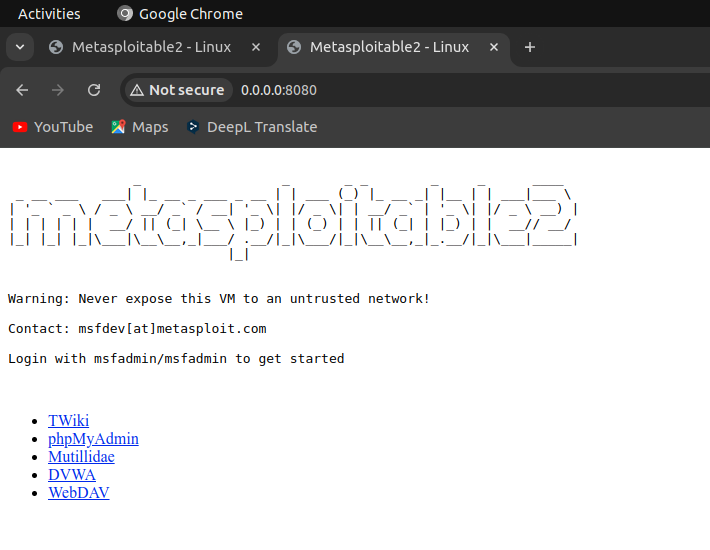 Activities Google Chrome
Metasploitable2 - Linux Metasploitable2 - Linux
Not secure 0.0.0.0:8080
YouTube Maps DeepL Translate
metasploitable2
Warning: Never expose this VM to an untrusted network!
Contact: msfdev[at]metasploit.com
Login with msfadmin/msfadmin to get started
TWiki
phpMyAdmin
Mutillidae
DVWA
WebDAV